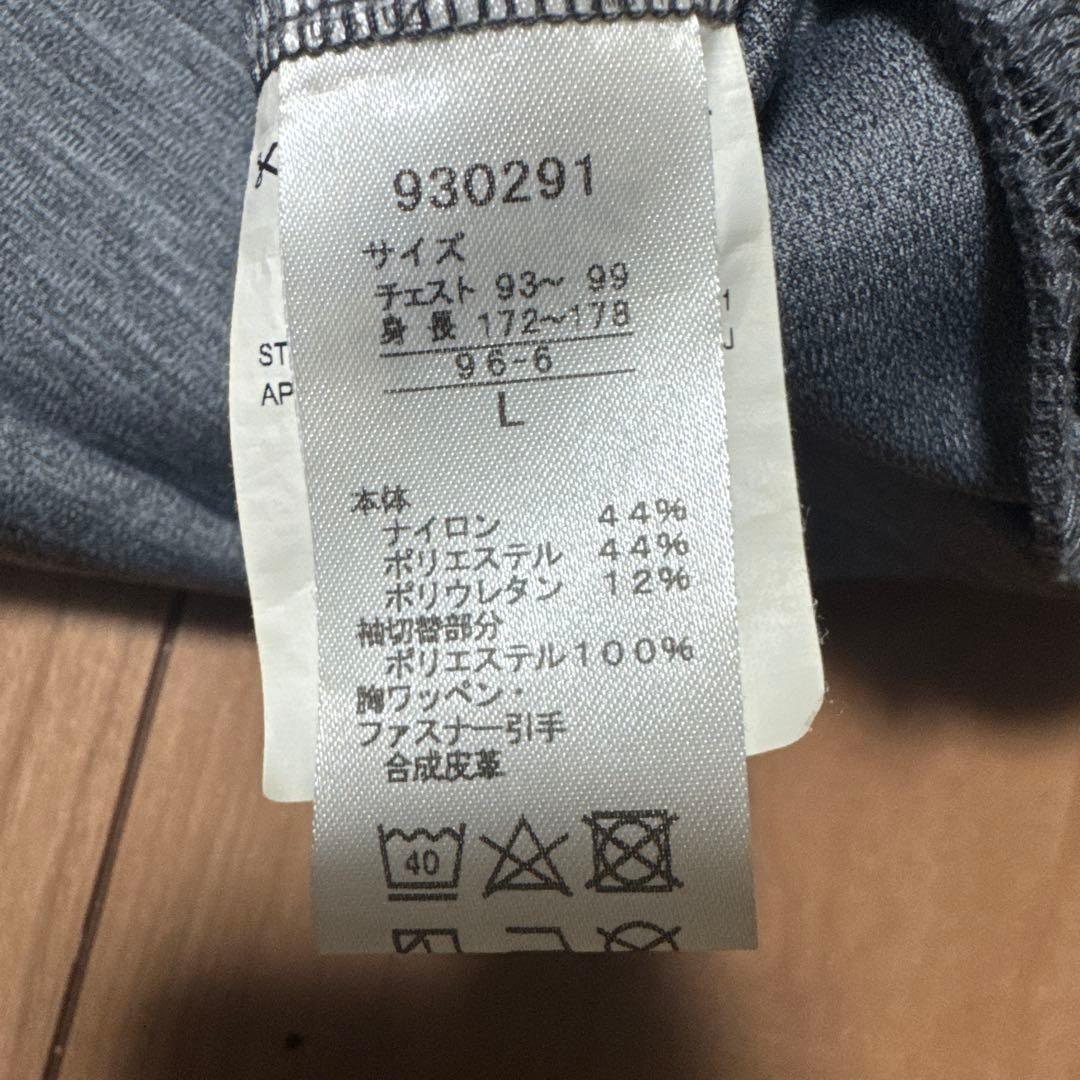 930291
サイズ
チェスト 93～ 99
身 長 172～178
96-6
L
本体
ナイロン 44%
ポリエステル 44%
ポリウレタン 12%
袖切替部分
ポリエステル100%
胸ワッペン・
ファスナー引手
合成皮革
40
ST
AP
1
J